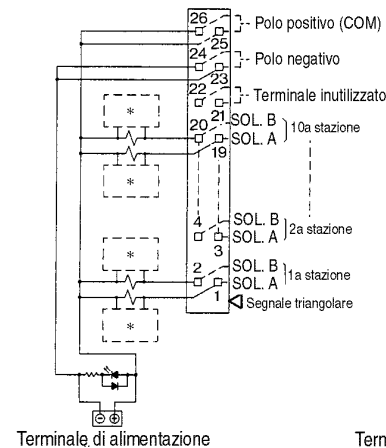 26
Polo positivo (COM)
25
24
Polo negativo
23
22
Terminale inutilizzato
21
SOL. B
20
10a stazione
SOL. A
19
*
*
4
SOL. B
2a stazione
SOL. A
3
2
SOL. B
1a stazione
SOL. A
1
Segnale triangolare
*
*
Terminale di alimentazione
Term